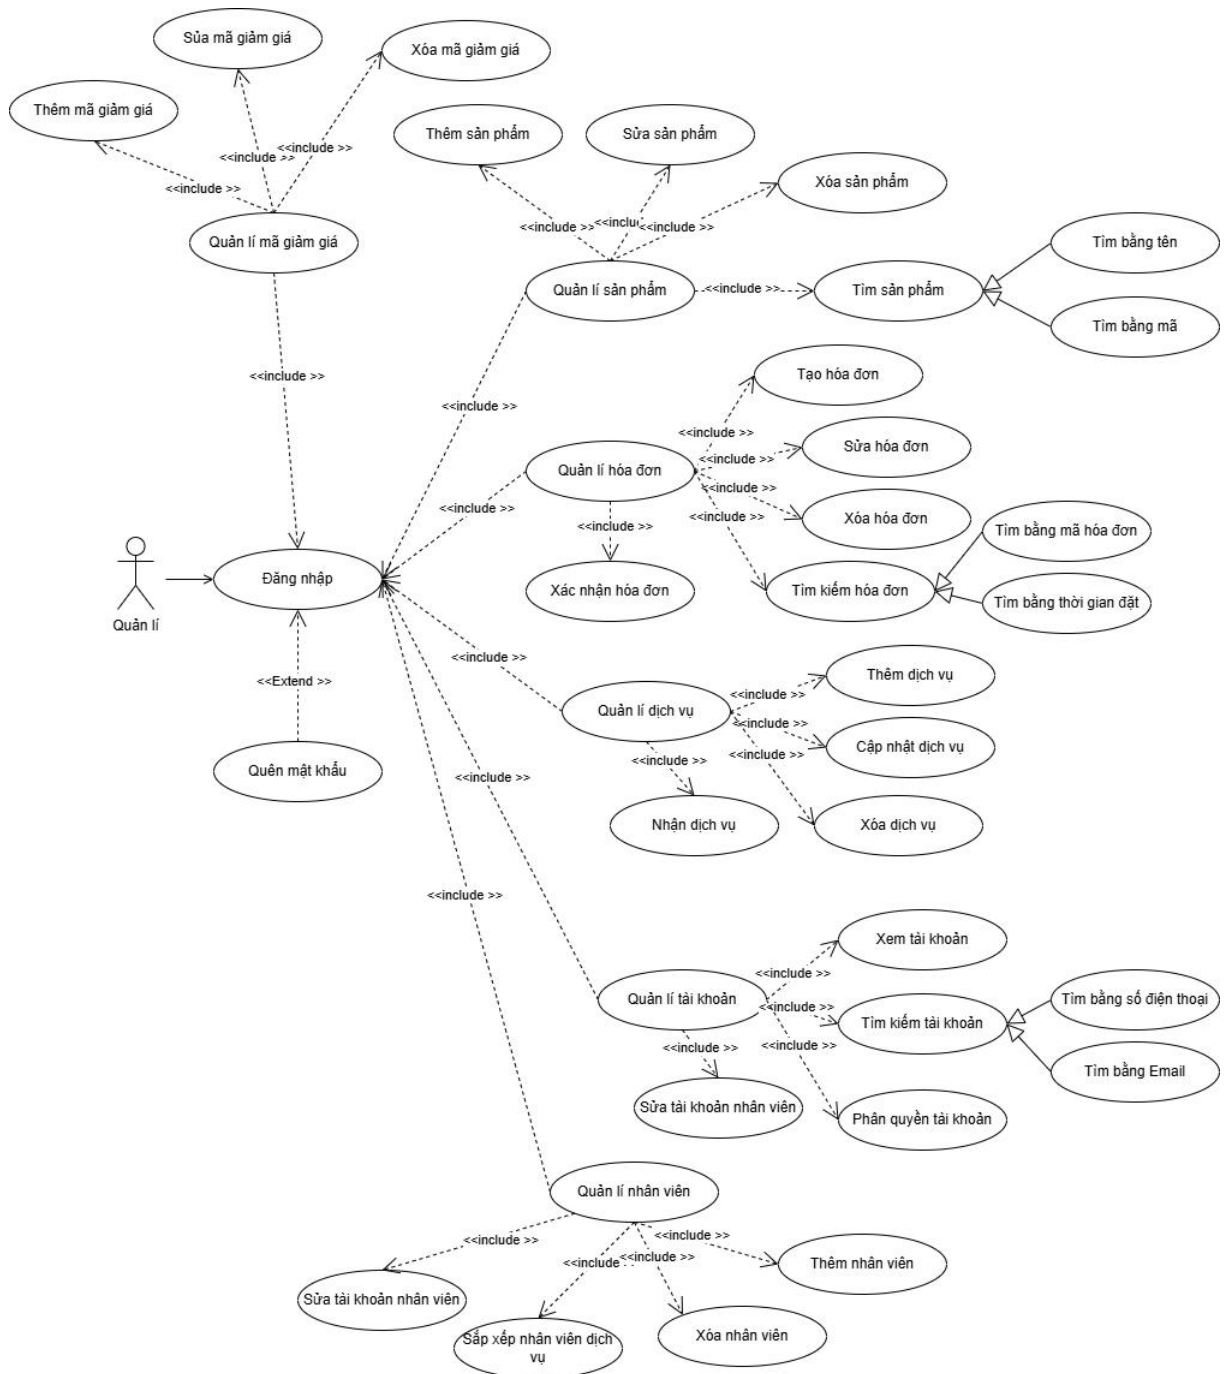 Sủa mã giảm giá
Xóa mã giảm giá
Thêm mã giảm giá
<<include >>
<<include >>
<<include >>
Quản lí mã giảm giá
<<include >>
Thêm sản phẩm
Sửa sản phẩm
Xóa sản phẩm
<<include >>
<<include
<<include >>
Quản lí sản phẩm
<<include >>
Tìm sản phẩm
Tìm bằng tên
Tìm bằng mã
<<include >>
Tạo hóa đơn
<<include >>
Sửa hóa đơn
<<include >>
Quản lí hóa đơn
<<include >>
Xóa hóa đơn
<<include >>
<<include >>
<<include >>
Xác nhận hóa đơn
Tìm kiếm hóa đơn
Tìm bằng mã hóa đơn
Tìm bằng thời gian đặt
Quản lí
Đăng nhập
<<Extend >>
Quên mật khẩu
<<include >>
Quản lí dịch vụ
<<include >>
Thêm dịch vụ
<<include >>
Cập nhật dịch vụ
<<include >>
<<include >>
Nhận dịch vụ
Xóa dịch vụ
<<include >>
<<include >>
Quản lí tài khoản
<<include >>
Xem tài khoản
<<include >>
Tìm kiếm tài khoản
Tìm bằng số điện thoại
Tìm bằng Email
<<include >>
<<include >>
Sửa tài khoản nhân viên
Phân quyền tài khoản
Quản lí nhân viên
<<include >>
<<include
<<include >>
<<include >>
Thêm nhân viên
Sửa tài khoản nhân viên
Sắp xếp nhân viên dịch
vụ
Xóa nhân viên